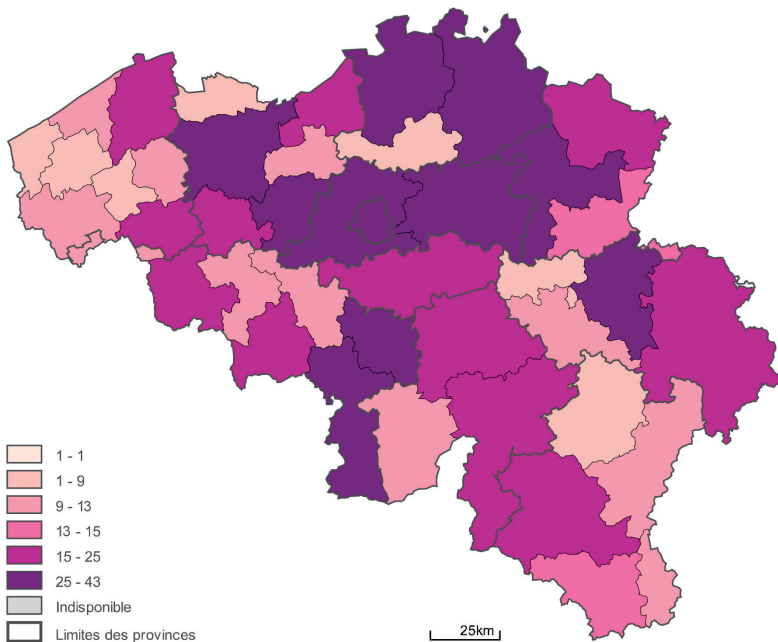 1 - 1
1 - 9
9 - 13
13 - 15
15 - 25
25 - 43
Indisponible
Limites des provinces
25km